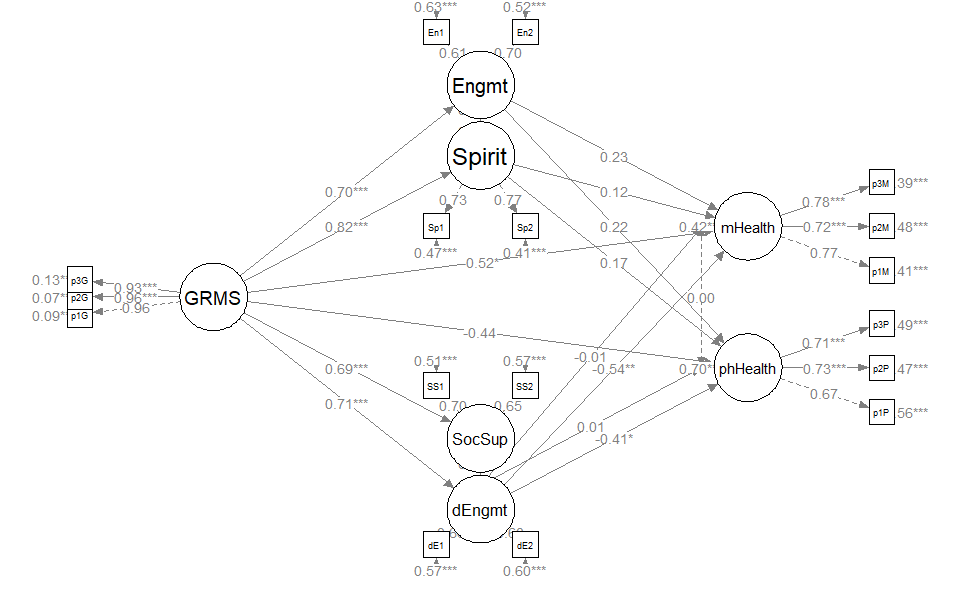 0.63*** 0.52***
En1 En2
0.61 0.70
Engmt
Spirit
0.23
p3M 39***
0.70*** 0.12 0.78***
0.73 0.77
0.82*** Sp1 Sp2 0.22 0.42* mHealth 0.72*** p2M 48***
0.47*** 0.41***
-0.52* 0.17 0.77 p1M 41***
0.13* p3G 0.93***
0.07* p2G 0.96*** GRMS 0.00
0.09* p1G 0.96
p3P 49***
-0.44 0.71***
0.51*** 0.57*** -0.01
0.69*** -0.54** 0.70* phHealth 0.73*** p2P 47***
SS1 SS2 0.67
0.71*** 0.70 0.65 p1P 56***
0.01
SocSup -0.41*
dEngmt
dE1 dE2
0.57*** 0.60***